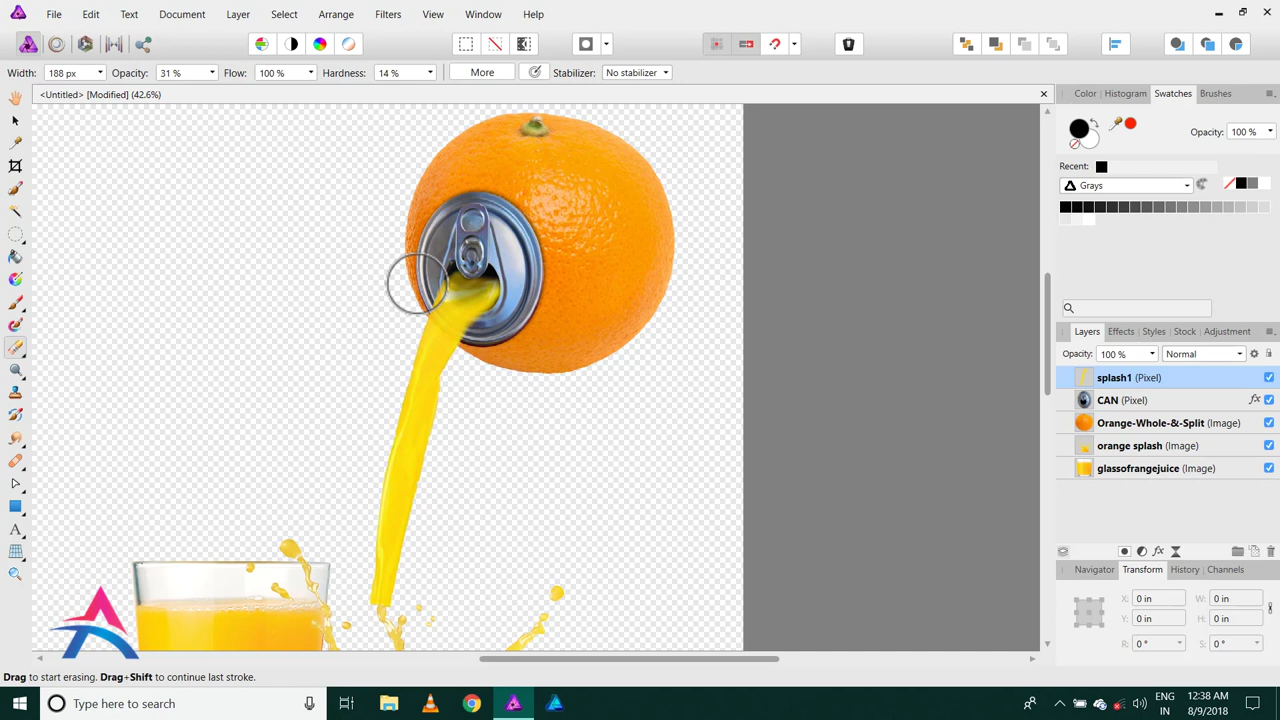 File Edit Text Document Layer Select Arrange Filters View Window Help
Width: 188 px Opacity: 31 % Flow: 100 % Hardness: 14 % More Stabilizer: No stabilizer
<Untitled> [Modified] (42.6%)
Color Histogram Swatches Brushes
Opacity: 100 %
Recent:
Grays
Layers Effects Styles Stock Adjustment
Opacity: 100 % Normal
splash1 (Pixel)
CAN (Pixel) fx
Orange-Whole-&-Split (Image)
orange splash (Image)
glassofrangejuice (Image)
fx
Navigator Transform History Channels
X: 0 in W: 0 in
Y: 0 in H: 0 in
R: 0 ° S: 0 °
Drag to start erasing. Drag+Shift to continue last stroke.
Type here to search
ENG 12:38 AM
IN 8/9/2018